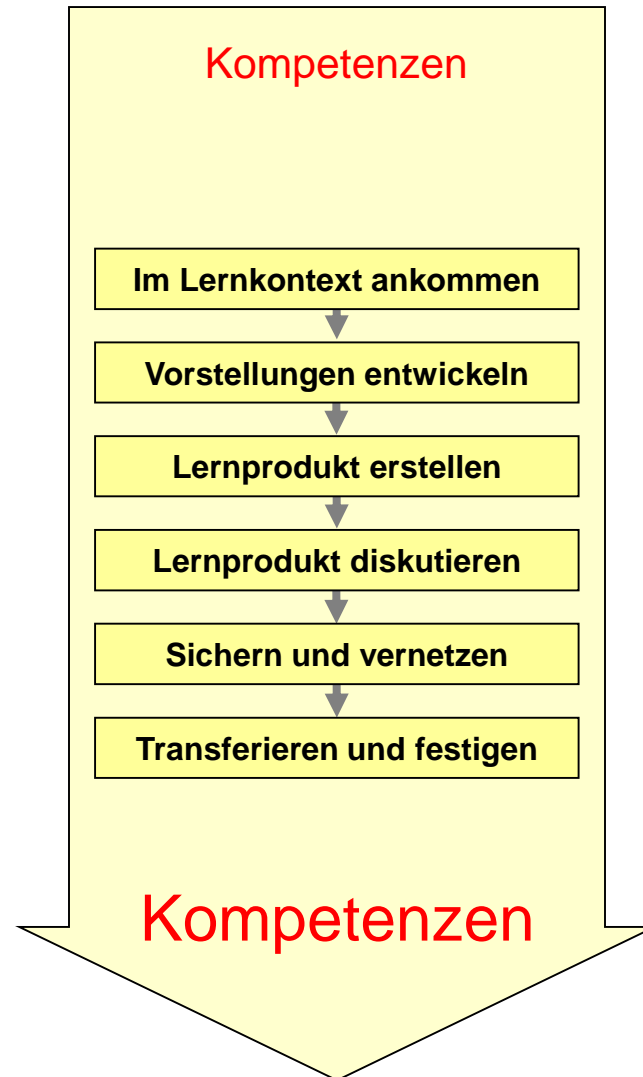 Kompetenzen
Im Lernkontext ankommen
Vorstellungen entwickeln
Lernprodukt erstellen
Lernprodukt diskutieren
Sichern und vernetzen
Transferieren und festigen
Kompetenzen